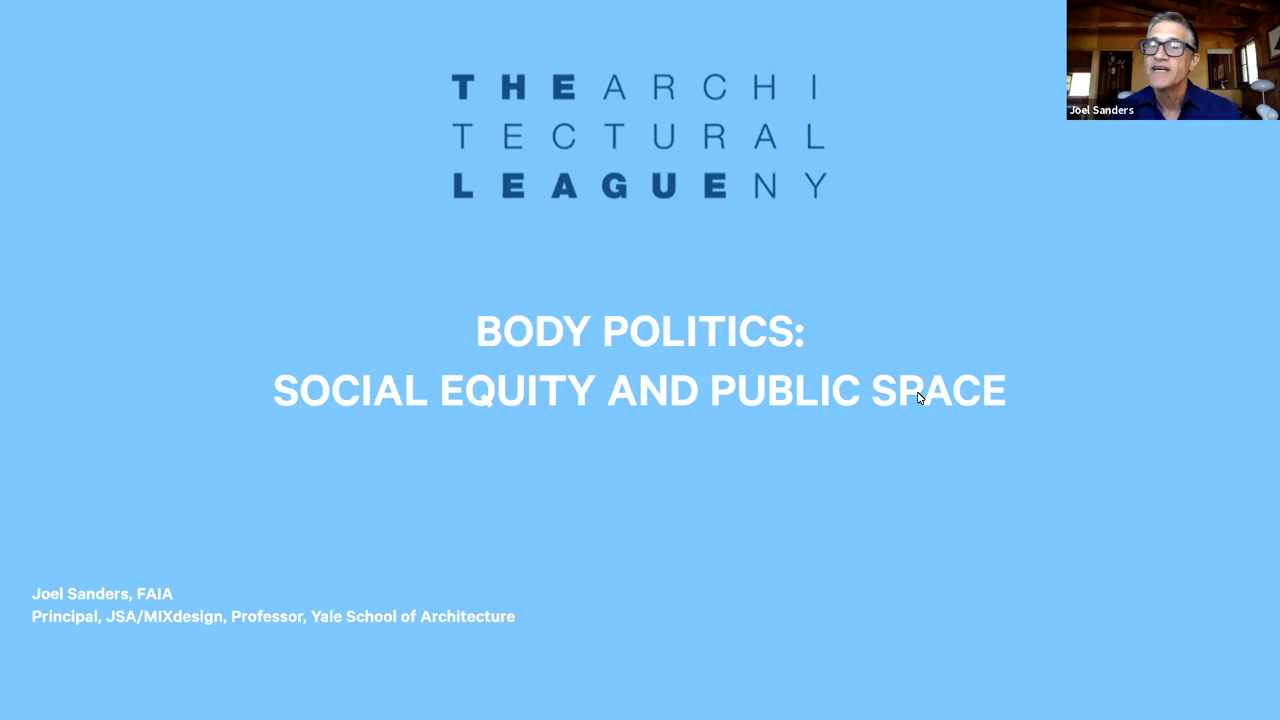 THE ARCHI
TECTURAL
LEAGUE NY
Joel Sanders
BODY POLITICS:
SOCIAL EQUITY AND PUBLIC SPACE
Joel Sanders, FAIA
Principal, JSA/MIXdesign, Professor, Yale School of Architecture